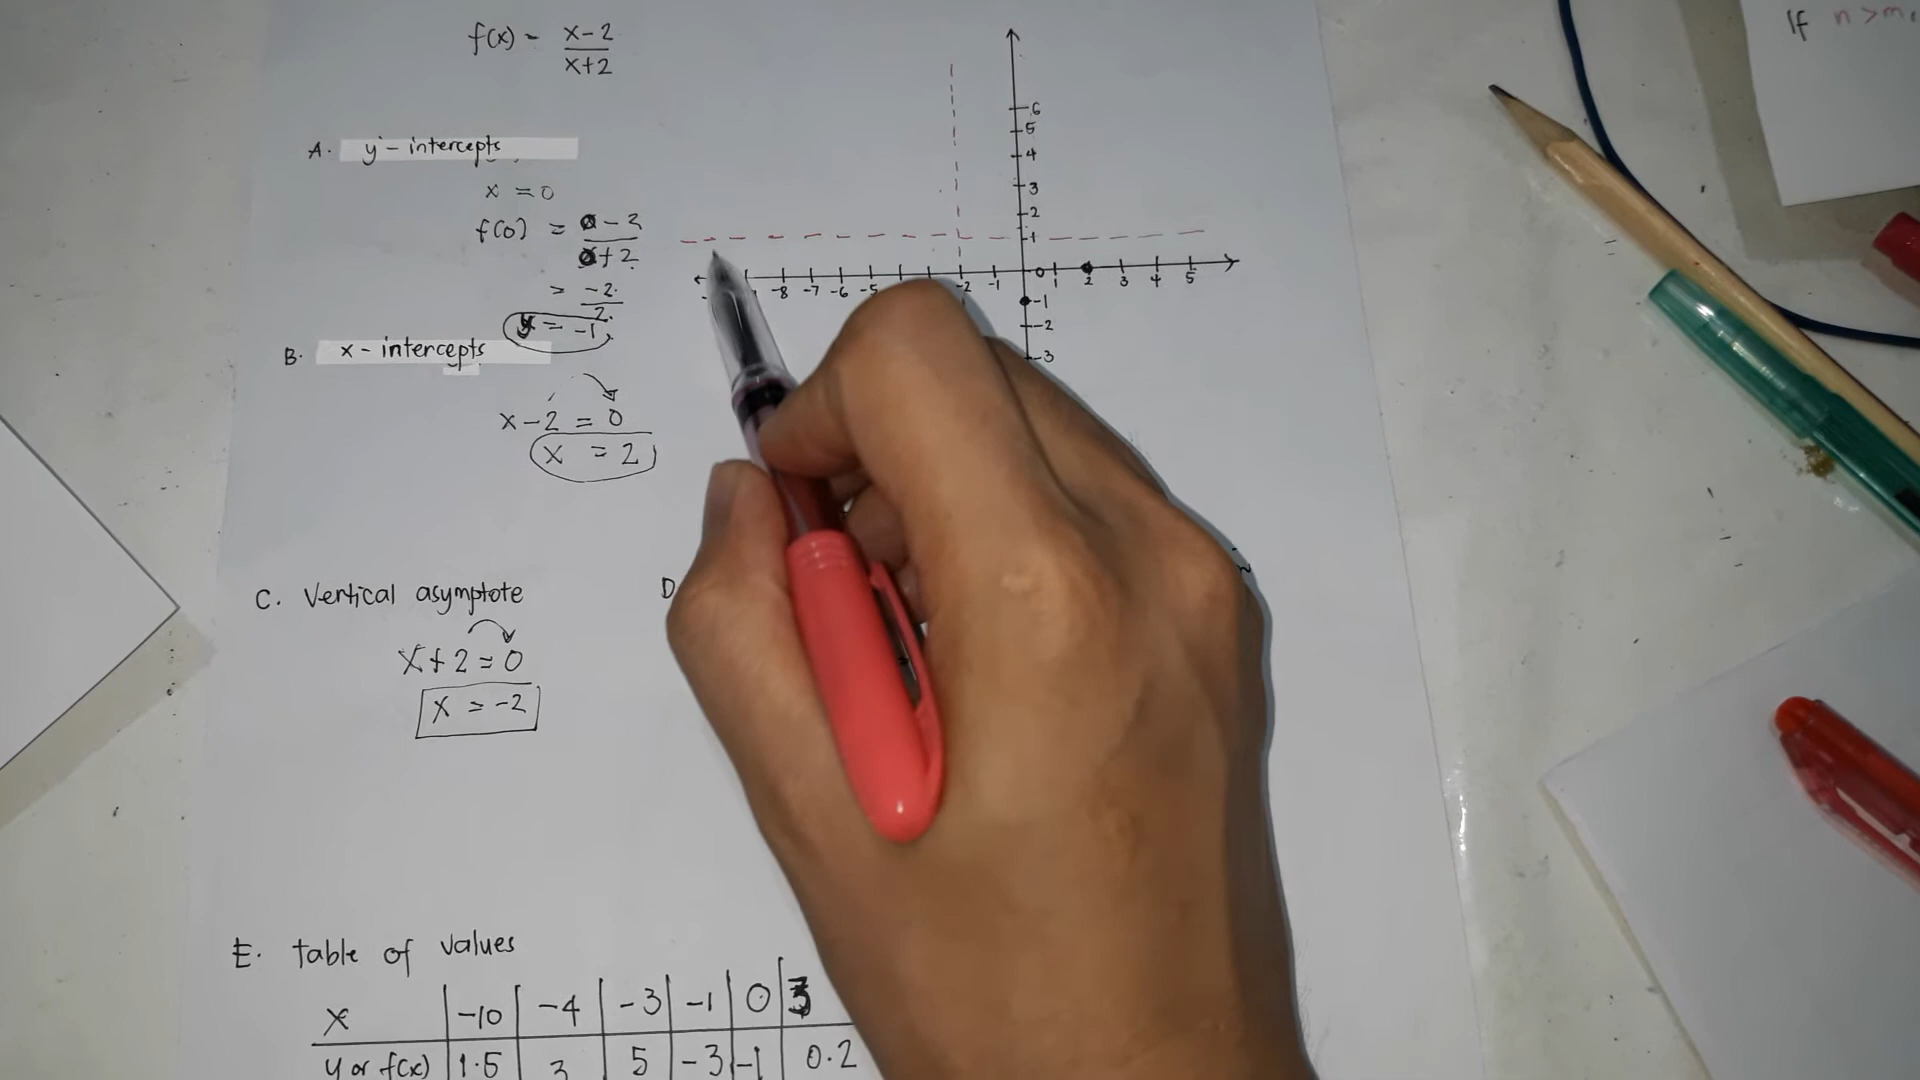 f(x) = x-2
x+2
A. y - intercepts
x = 0
f(0) = 0 - 2
0 + 2
= -2
2
y = -1
B. x - intercepts
x - 2 = 0
x = 2
C. Vertical asymptote
x + 2 = 0
x = -2
D
E. table of values
x -10 -4 -3 -1 0 3
y or f(x) 1.5 3 5 -3 -1 0.2
6
5
4
3
2
1
-8 -7 -6 -5 -2 -1 0 1 2 3 4 5
-1
-2
-3
If n > m,